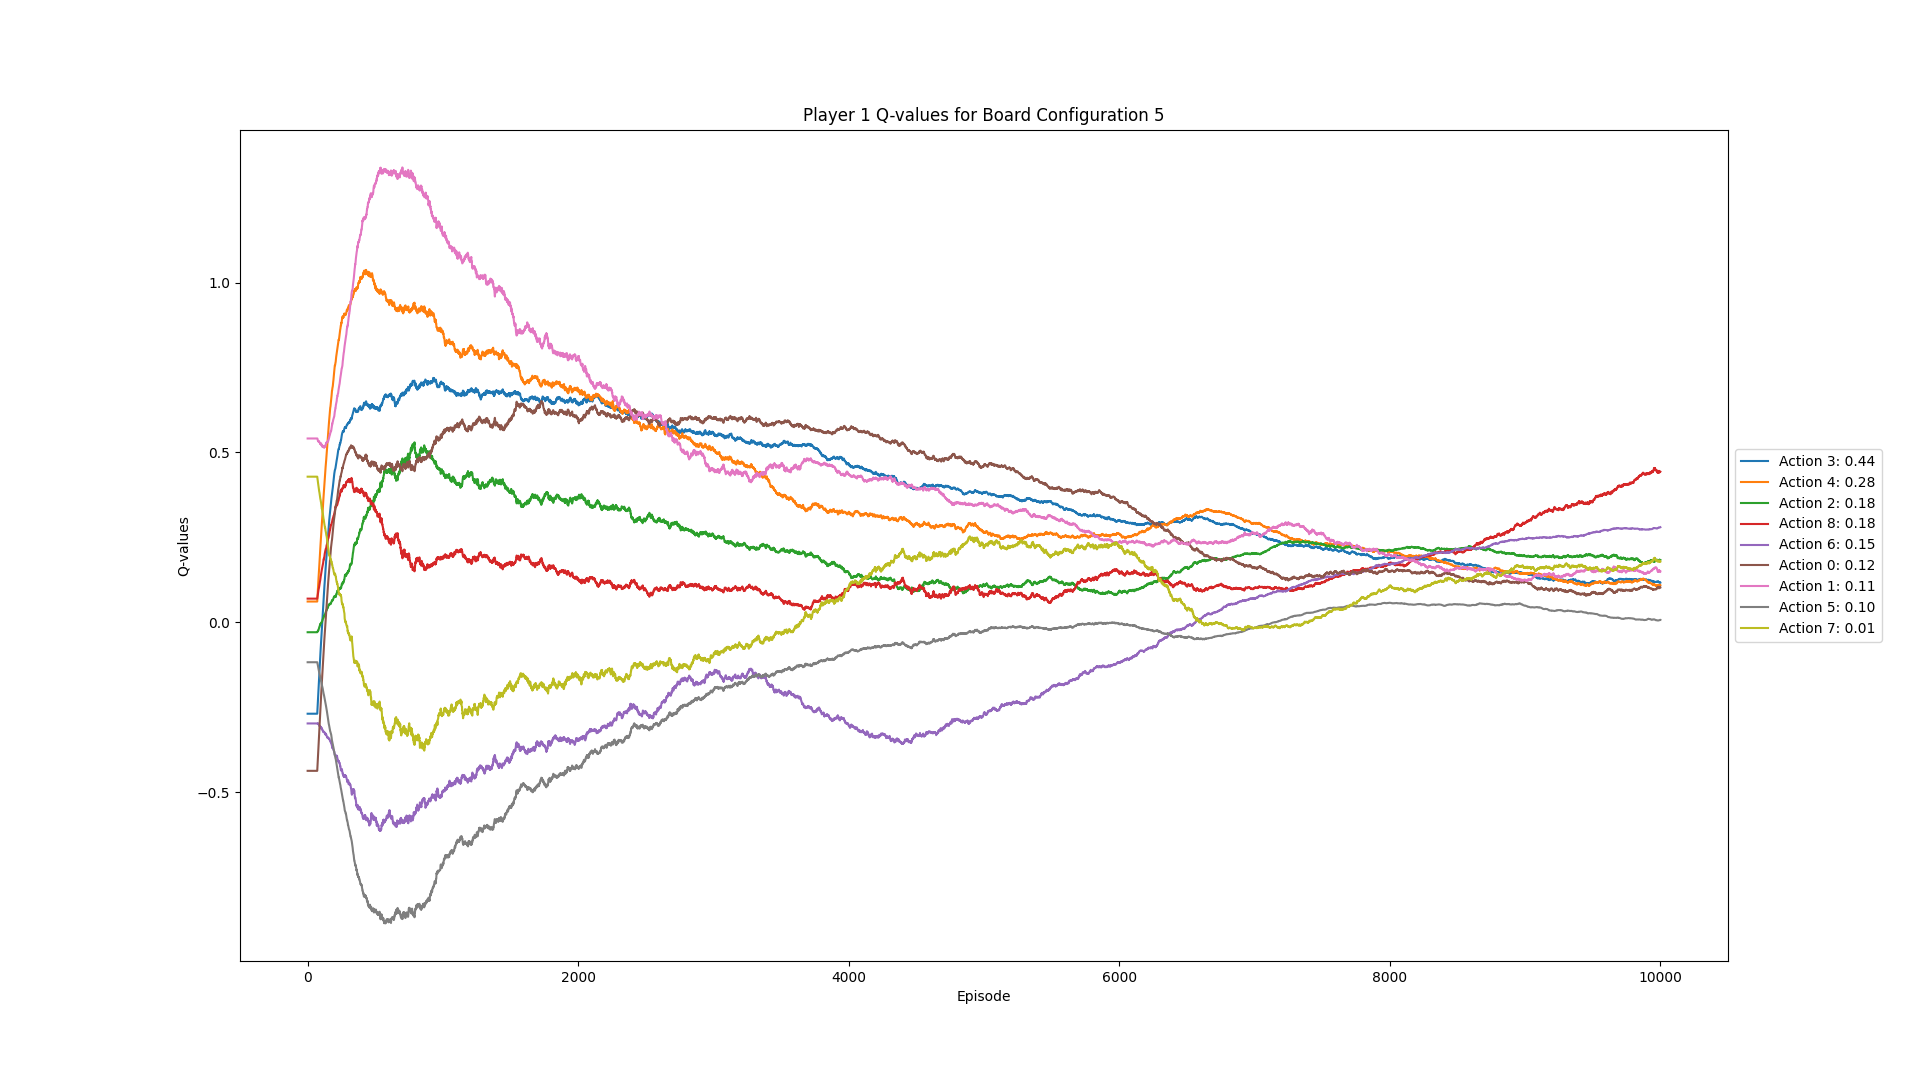 Player 1 Q-values for Board Configuration 5
1.0
0.5
0.0
−0.5
Q-values
0
2000
4000
6000
8000
10000
Episode
Action 3: 0.44
Action 4: 0.28
Action 2: 0.18
Action 8: 0.18
Action 6: 0.15
Action 0: 0.12
Action 1: 0.11
Action 5: 0.10
Action 7: 0.01